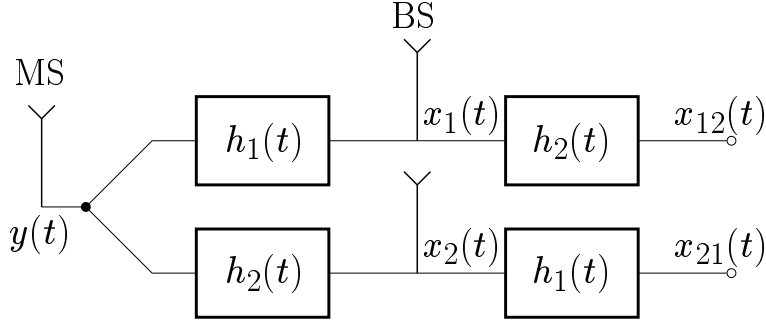 BS
MS
h₁(t)
x₁(t)
h₂(t)
x₁₂(t)
y(t)
h₂(t)
x₂(t)
h₁(t)
x₂₁(t)